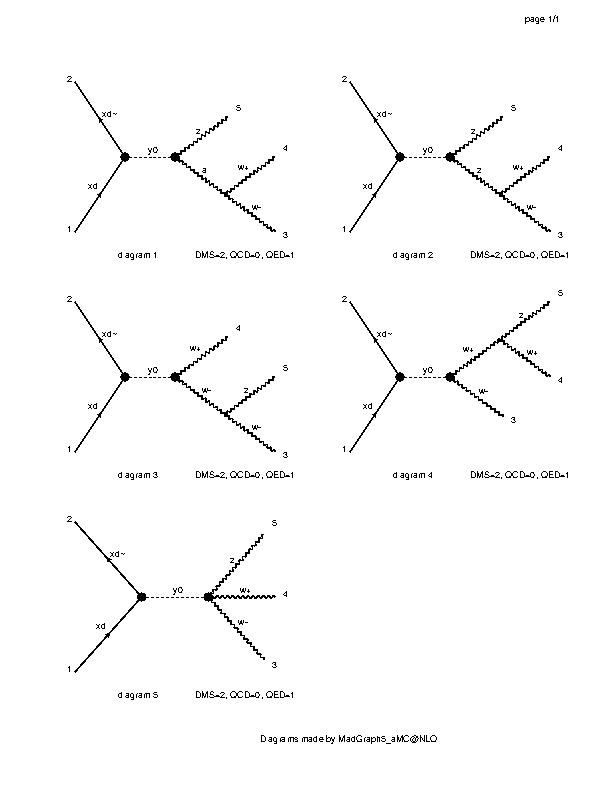 page 1/1
2 xd~ 5 z y0 4 w+ a w- xd 3 1
diagram 1 DMS=2, QCD=0, QED=1
2 xd~ 5 z y0 4 w+ z w- xd 3 1
diagram 2 DMS=2, QCD=0, QED=1
2 xd~ 4 w+ y0 5 z w- w- xd 3 1
diagram 3 DMS=2, QCD=0, QED=1
2 5 z xd~ w+ w+ y0 4 w- xd 3 1
diagram 4 DMS=2, QCD=0, QED=1
2 5 xd~ z y0 w+ 4 w- xd 3 1
diagram 5 DMS=2, QCD=0, QED=1
Diagrams made by MadGraph5_aMC@NLO